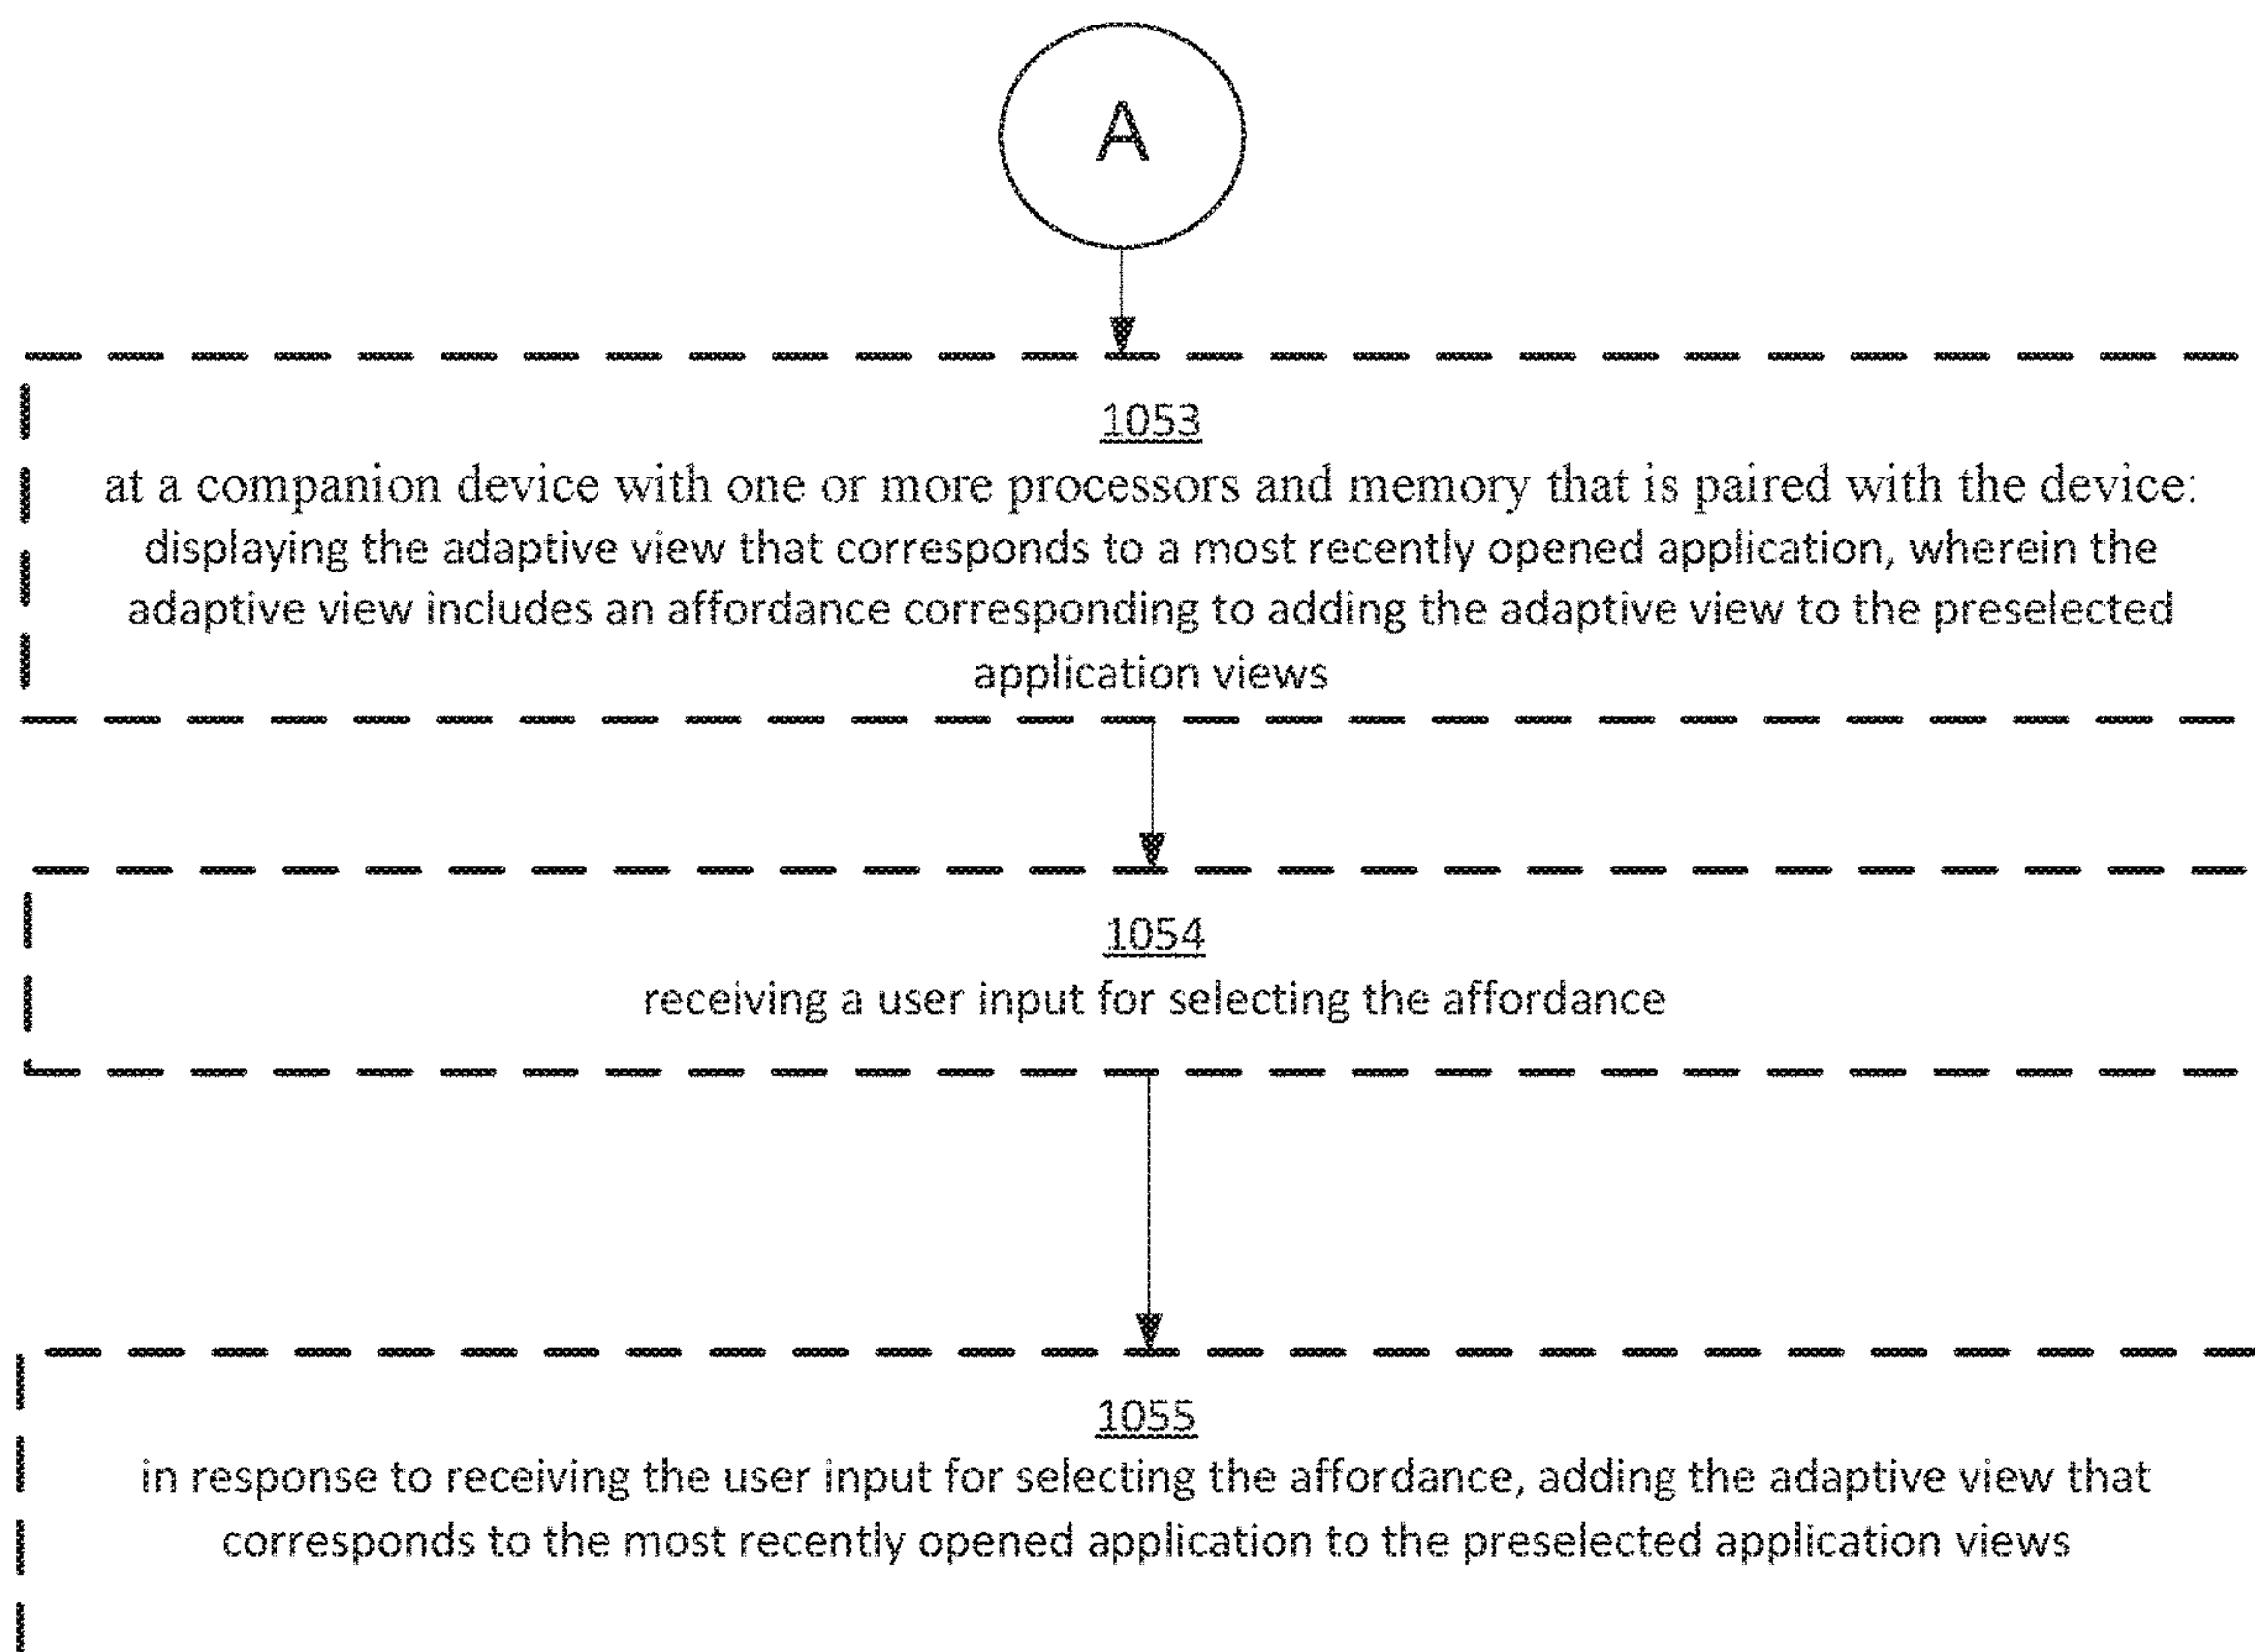 A
1053
at a companion device with one or more processors and memory that is paired with the device:
displaying the adaptive view that corresponds to a most recently opened application, wherein the
adaptive view includes an affordance corresponding to adding the adaptive view to the preselected
application views
1054
receiving a user input for selecting the affordance
1055
in response to receiving the user input for selecting the affordance, adding the adaptive view that
corresponds to the most recently opened application to the preselected application views